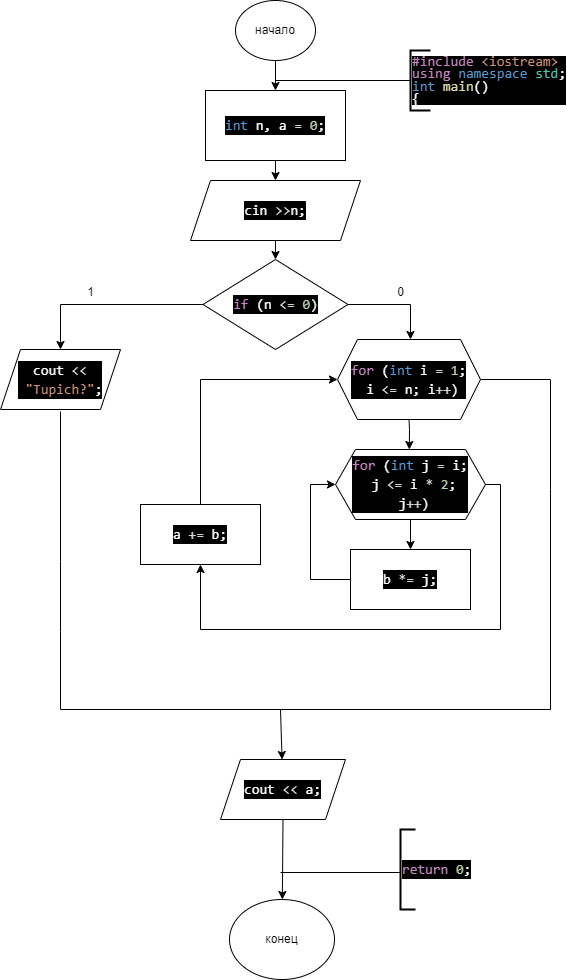 начало
#include <iostream>
using namespace std;
int main()
{
int n, a = 0;
cin >>n;
if (n <= 0)
1
0
cout <<
"Tupich?";
for (int i = 1;
i <= n; i++)
for (int j = i;
j <= i * 2;
j++)
a += b;
b *= j;
cout << a;
return 0;
конец